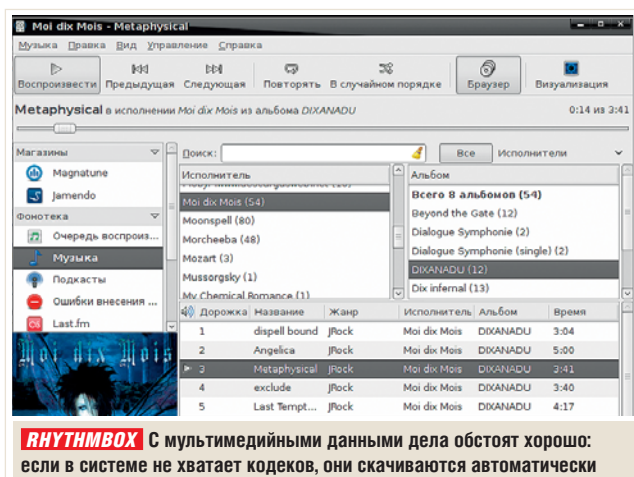 Moi dix Mois - Metaphysical
Музыка Правка Вид Управление Справка
Воспроизвести Предыдущая Следующая Повторять В случайном порядке Браузер Визуализация
Metaphysical в исполнении Moi dix Mois из альбома DIXANADU 0:14 из 3:41
Магазины
Magnatune
Jamendo
Фонотека
Очередь воспроиз...
Музыка
Подкасты
Ошибки внесения ...
Last.fm
Moi dix Mois
Поиск: Все Исполнители
Исполнитель
Moi dix Mois (54)
Moonspell (80)
Morcheeba (48)
Mozart (3)
Mussorgsky (1)
My Chemical Romance (1)
Альбом
Всего 8 альбомов (54)
Beyond the Gate (12)
Dialogue Symphonie (2)
Dialogue Symphonie (single) (2)
DIXANADU (12)
Dix infernal (13)
Дорожка Название Жанр Исполнитель Альбом Время
1 dispell bound JRock Moi dix Mois DIXANADU 3:04
2 Angelica JRock Moi dix Mois DIXANADU 5:00
3 Metaphysical JRock Moi dix Mois DIXANADU 3:41
4 exclude JRock Moi dix Mois DIXANADU 3:40
5 Last Tempt... JRock Moi dix Mois DIXANADU 4:17
RHYTHMBOX С мультимедийными данными дела обстоят хорошо:
если в системе не хватает кодеков, они скачиваются автоматически